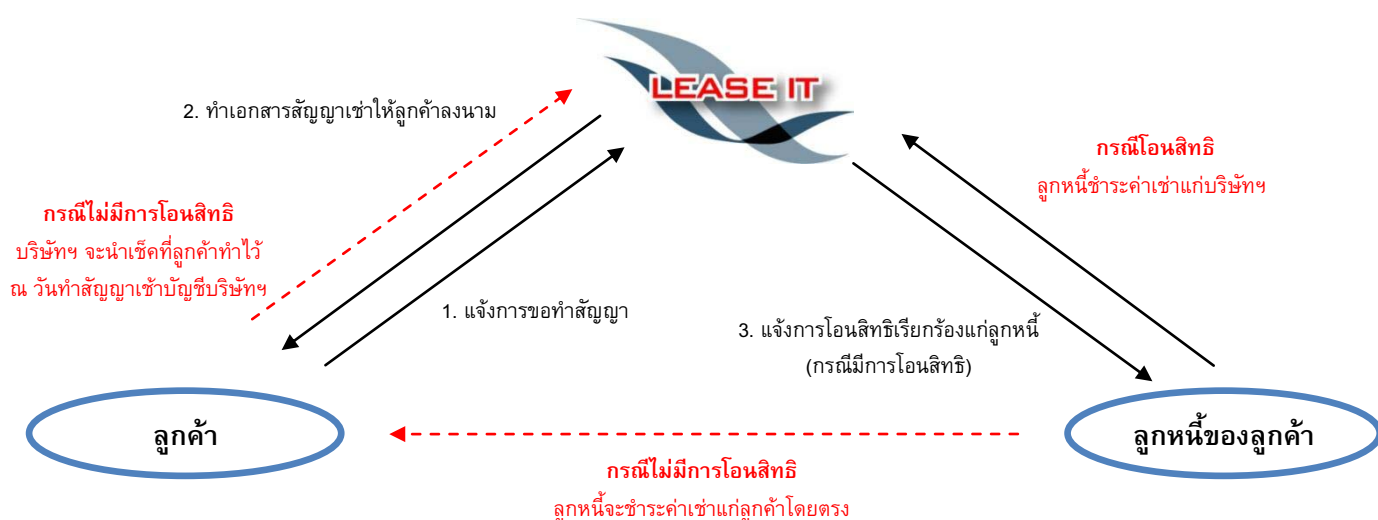 LEASE IT
2. ทำเอกสารสัญญาเช่าให้ลูกค้าลงนาม
กรณีโอนสิทธิ
ลูกหนี้ชำระค่าเช่าแก่บริษัทฯ
กรณีไม่มีการโอนสิทธิ
บริษัทฯ จะนำเช็คที่ลูกค้าทำไว้
ณ วันทำสัญญาเช้าบัญชีบริษัทฯ
1. แจ้งการขอทำสัญญา
3. แจ้งการโอนสิทธิเรียกร้องแก่ลูกหนี้
(กรณีมีการโอนสิทธิ)
ลูกค้า
ลูกหนี้ของลูกค้า
กรณีไม่มีการโอนสิทธิ
ลูกหนี้จะชำระค่าเช่าแก่ลูกค้าโดยตรง